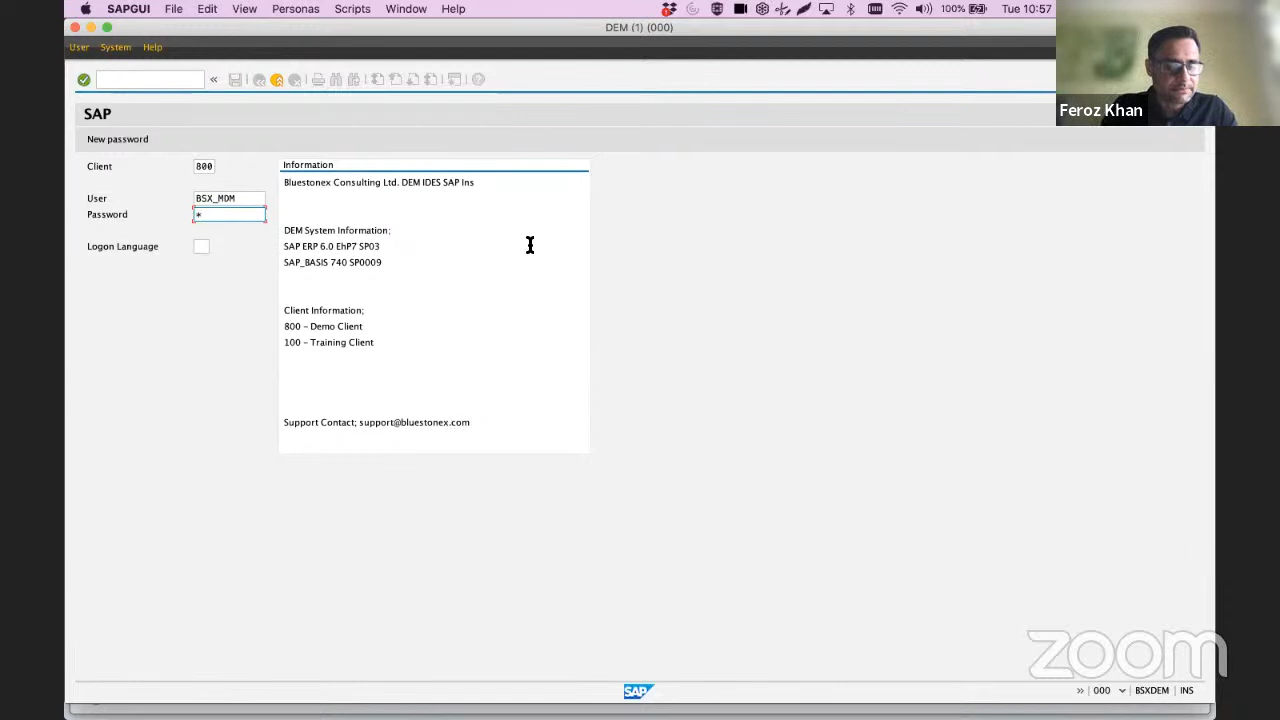 SAPGUI File Edit View Personas Scripts Window Help 100% Tue 10:57
DEM (1) (000)
User System Help
Feroz Khan
SAP
New password
Client 800
Information
Bluestonex Consulting Ltd. DEM IDES SAP Ins
User BSX_MDM
Password *
DEM System Information;
Logon Language
SAP ERP 6.0 EhP7 SP03
SAP_BASIS 740 SP0009
Client Information;
800 - Demo Client
100 - Training Client
Support Contact; support@bluestonex.com
zoom
SAP
» 000 BSXDEM INS